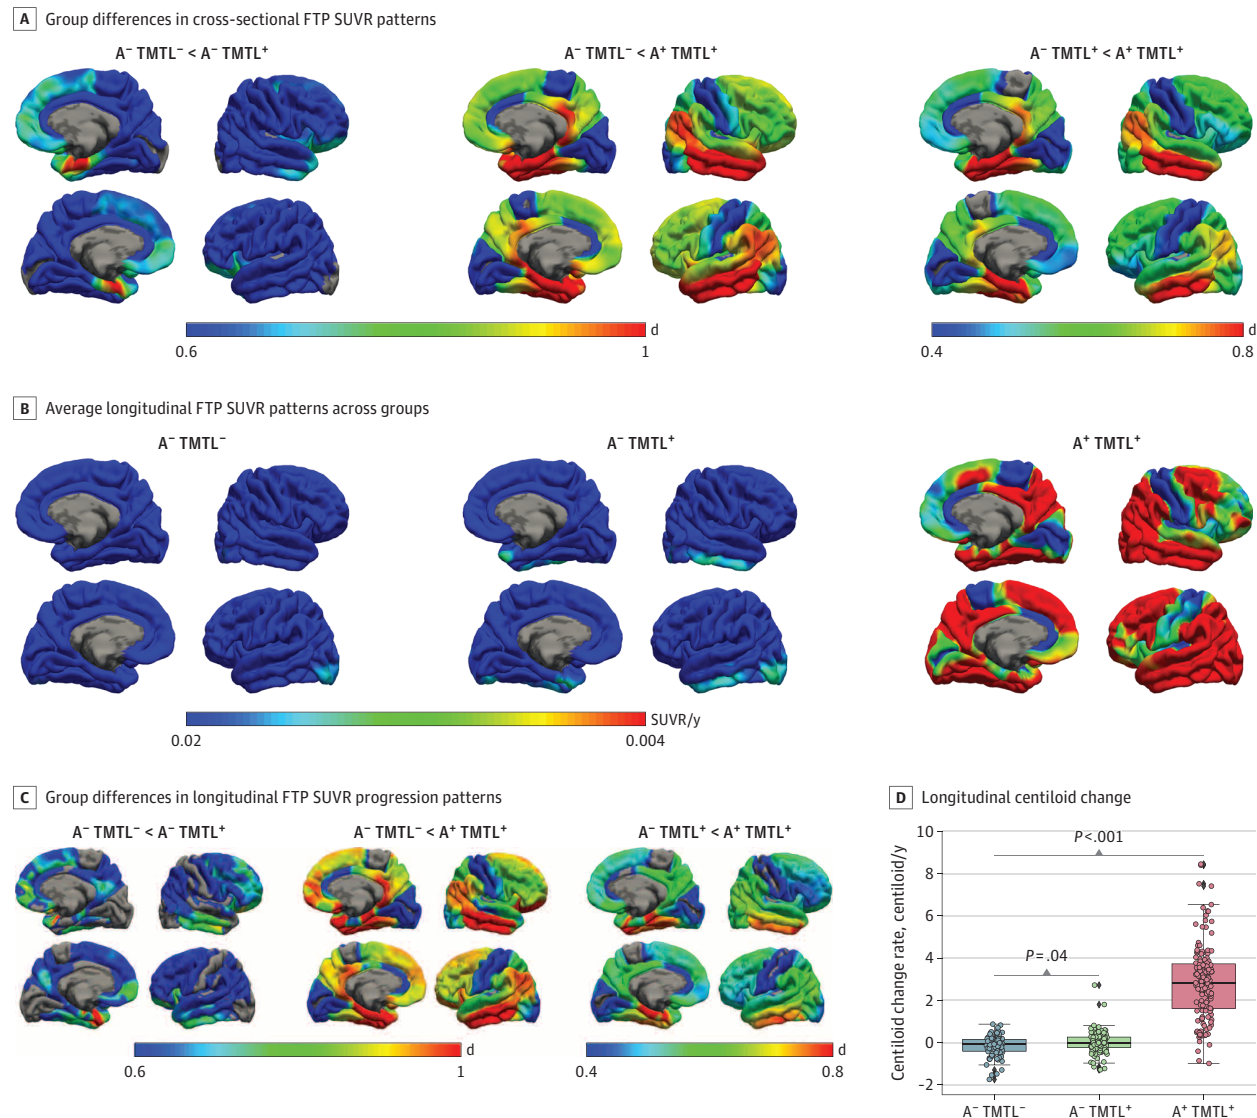 A Group differences in cross-sectional FTP SUVR patterns
A⁻ TMTL⁻ < A⁻ TMTL⁺
A⁻ TMTL⁻ < A⁺ TMTL⁺
A⁻ TMTL⁺ < A⁺ TMTL⁺
d
0.6
1
d
0.4
0.8
B Average longitudinal FTP SUVR patterns across groups
A⁻ TMTL⁻
A⁻ TMTL⁺
A⁺ TMTL⁺
SUVR/y
0.02
0.004
C Group differences in longitudinal FTP SUVR progression patterns
A⁻ TMTL⁻ < A⁻ TMTL⁺
A⁻ TMTL⁻ < A⁺ TMTL⁺
A⁻ TMTL⁺ < A⁺ TMTL⁺
d
0.6
1
d
0.4
0.8
D Longitudinal centiloid change
Centiloid change rate, centiloid/y
10
8
6
4
2
0
-2
P<.001
P=.04
A⁻ TMTL⁻
A⁻ TMTL⁺
A⁺ TMTL⁺